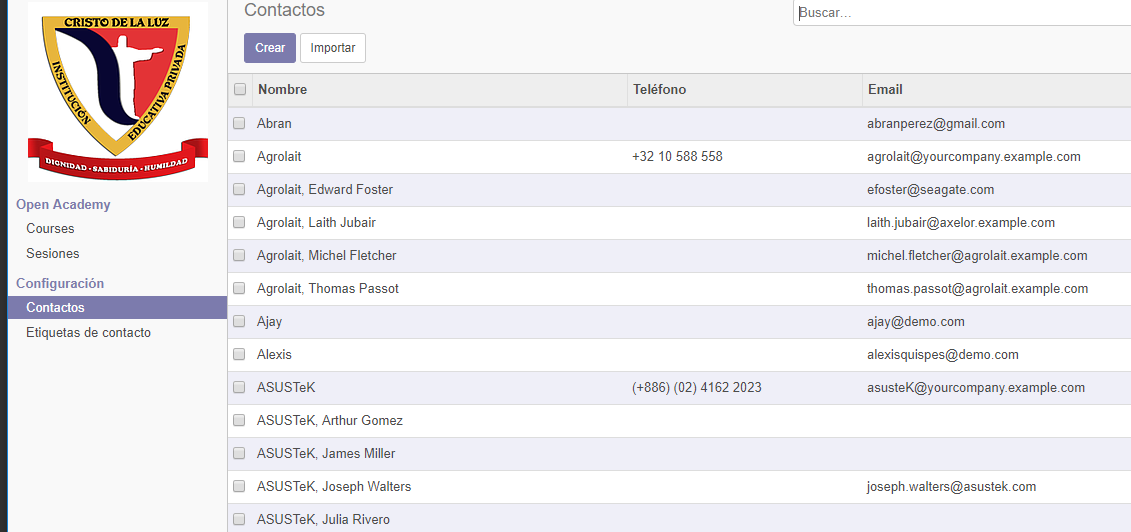 CRISTO DE LA LUZ
INSTITUCIÓN
EDUCATIVA PRIVADA
DIGNIDAD - SABIDURÍA - HUMILDAD
Open Academy
Courses
Sesiones
Configuración
Contactos
Etiquetas de contacto
Contactos
Buscar...
Crear Importar
Nombre Teléfono Email
Abran abranperez@gmail.com
Agrolait +32 10 588 558 agrolait@yourcompany.example.com
Agrolait, Edward Foster efoster@seagate.com
Agrolait, Laith Jubair laith.jubair@axelor.example.com
Agrolait, Michel Fletcher michel.fletcher@agrolait.example.com
Agrolait, Thomas Passot thomas.passot@agrolait.example.com
Ajay ajay@demo.com
Alexis alexisquispes@demo.com
ASUSTeK (+886) (02) 4162 2023 asusteK@yourcompany.example.com
ASUSTeK, Arthur Gomez
ASUSTeK, James Miller
ASUSTeK, Joseph Walters joseph.walters@asustek.com
ASUSTeK, Julia Rivero